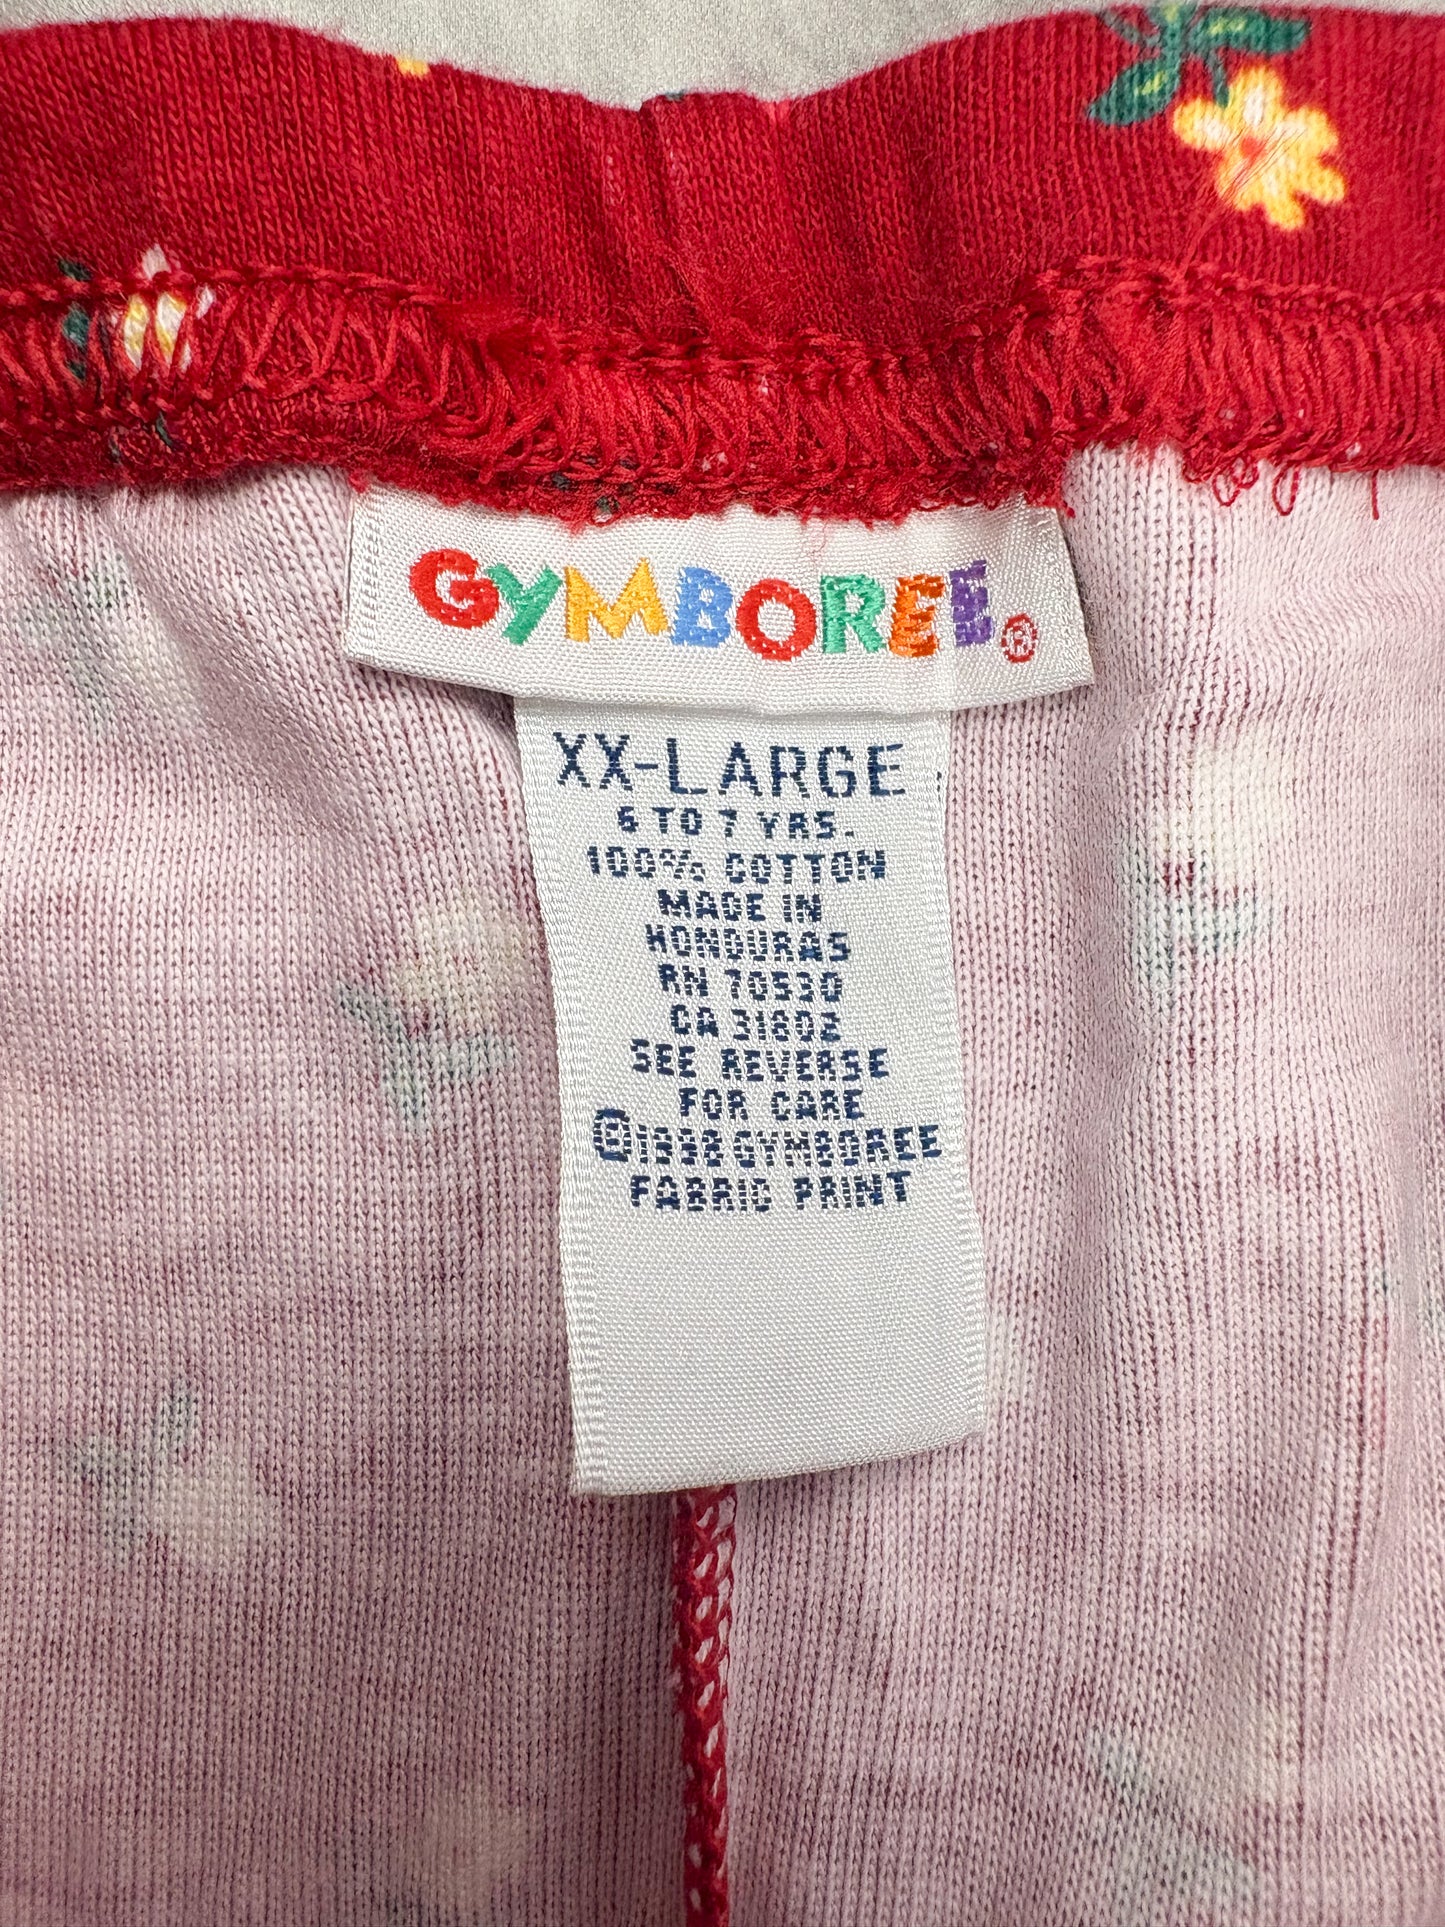 GYMBOREE®
XX-LARGE
6 TO 7 YRS.
100% COTTON
MADE IN
HONDURAS
RN 70530
CA 31802
SEE REVERSE
FOR CARE
©1998 GYMBOREE
FABRIC PRINT